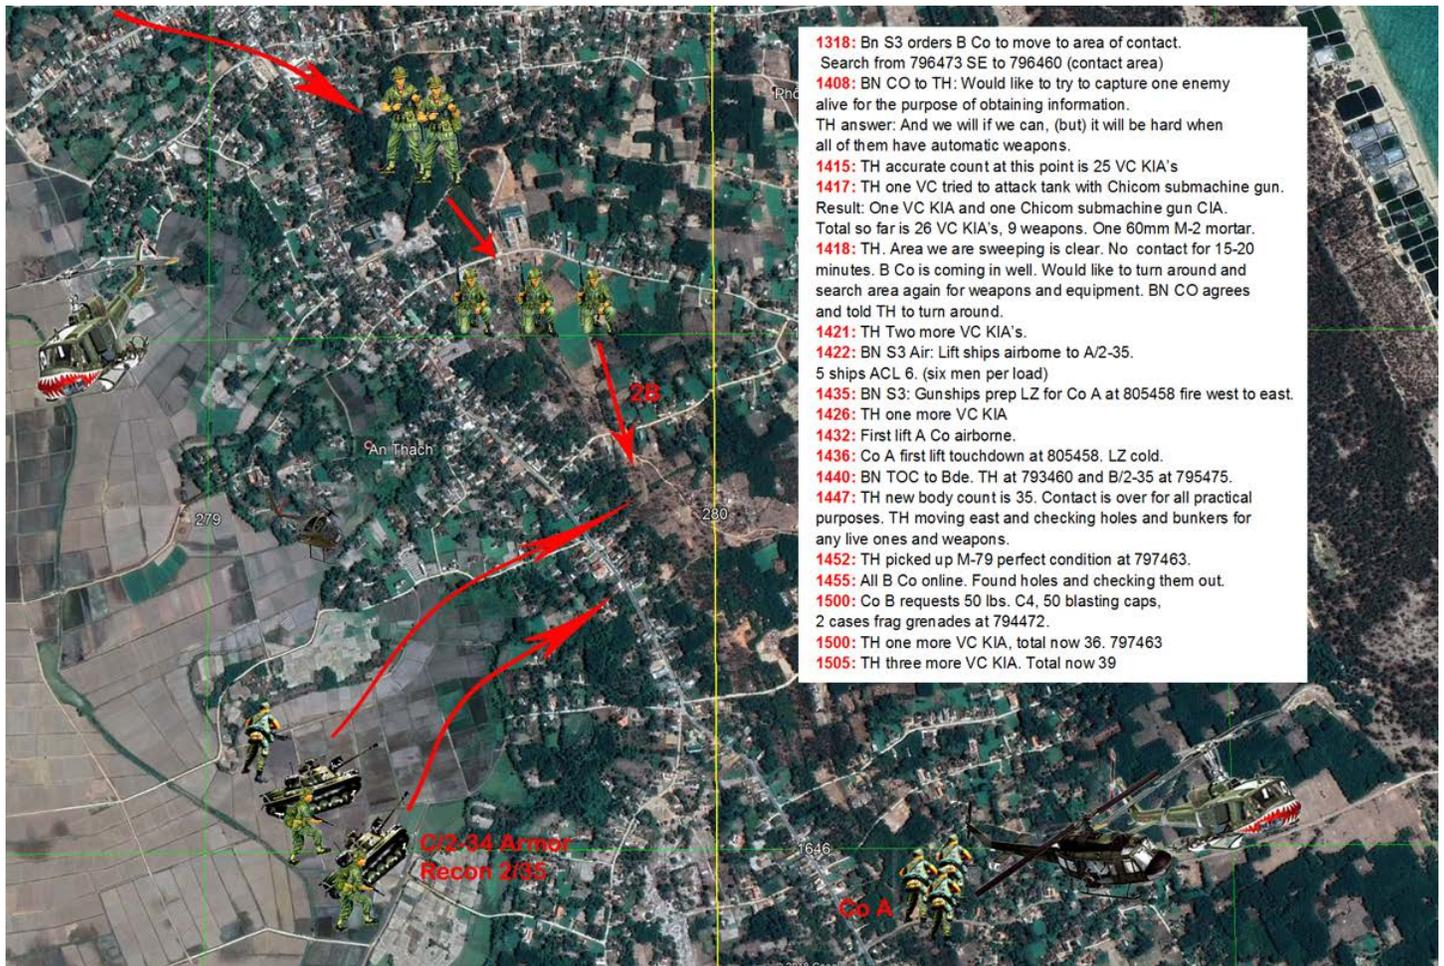 1318: Bn S3 orders B Co to move to area of contact.
Search from 796473 SE to 796460 (contact area)
1408: BN CO to TH: Would like to try to capture one enemy
alive for the purpose of obtaining information.
TH answer: And we will if we can, (but) it will be hard when
all of them have automatic weapons.
1415: TH accurate count at this point is 25 VC KIA's
1417: TH one VC tried to attack tank with Chicom submachine gun.
Result: One VC KIA and one Chicom submachine gun CIA.
Total so far is 26 VC KIA's, 9 weapons. One 60mm M-2 mortar.
1418: TH. Area we are sweeping is clear. No contact for 15-20
minutes. B Co is coming in well. Would like to turn around and
search area again for weapons and equipment. BN CO agrees
and told TH to turn around.
1421: TH Two more VC KIA's.
1422: BN S3 Air: Lift ships airborne to A/2-35.
5 ships ACL 6. (six men per load)
1435: BN S3: Gunships prep LZ for Co A at 805458 fire west to east.
1426: TH one more VC KIA
1432: First lift A Co airborne.
1436: Co A first lift touchdown at 805458. LZ cold.
1440: BN TOC to Bde. TH at 793460 and B/2-35 at 795475.
1447: TH new body count is 35. Contact is over for all practical
purposes. TH moving east and checking holes and bunkers for
any live ones and weapons.
1452: TH picked up M-79 perfect condition at 797463.
1455: All B Co online. Found holes and checking them out.
1500: Co B requests 50 lbs. C4, 50 blasting caps,
2 cases frag grenades at 794472.
1500: TH one more VC KIA, total now 36. 797463
1505: TH three more VC KIA. Total now 39
Phổ
2B
An Thach
279
280
C/2-34 Armor
Recon 2/35
1646
Co A